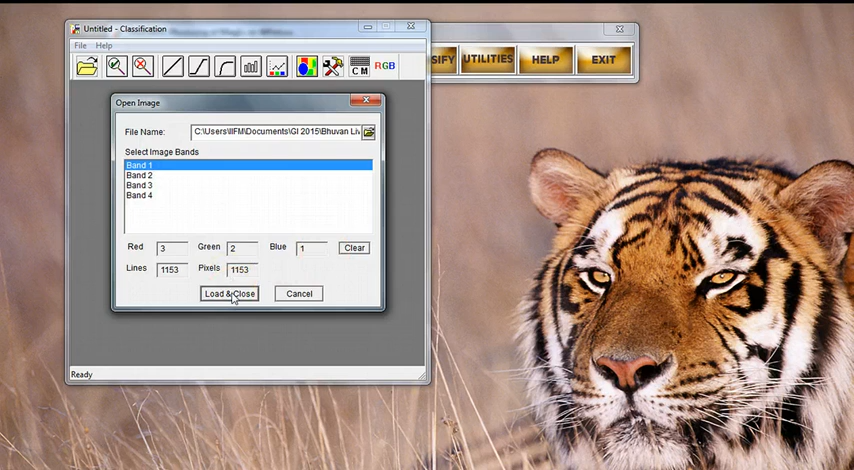 Untitled - Classification
File Help
C M RGB
SIFY UTILITIES HELP EXIT
Open Image
File Name: C:\Users\IIFM\Documents\GI 2015\Bhuvan Liv
Select Image Bands
Band 1
Band 2
Band 3
Band 4
Red 3 Green 2 Blue 1 Clear
Lines 1153 Pixels 1153
Load & Close Cancel
Ready